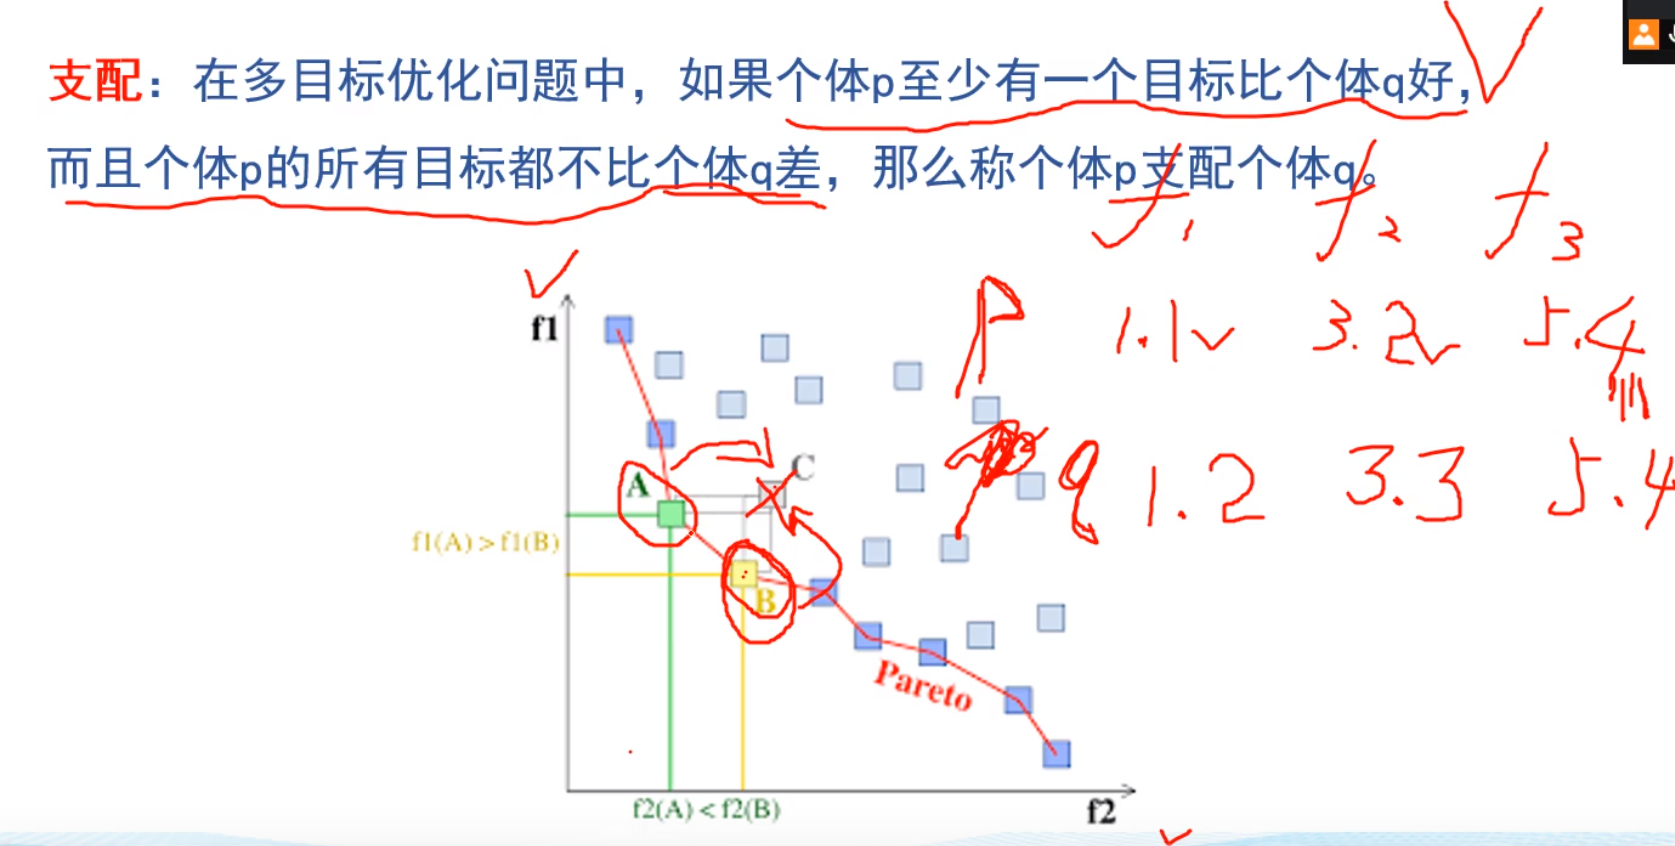 支配：在多目标优化问题中，如果个体p至少有一个目标比个体q好，
而且个体p的所有目标都不比个体q差，那么称个体p支配个体q。
f1 f2 f3
f1
P 1.1 3.2 5.4
C
A
q 1.2 3.3 5.4
f1(A)>f1(B)
B
Pareto
f2(A)<f2(B)
f2